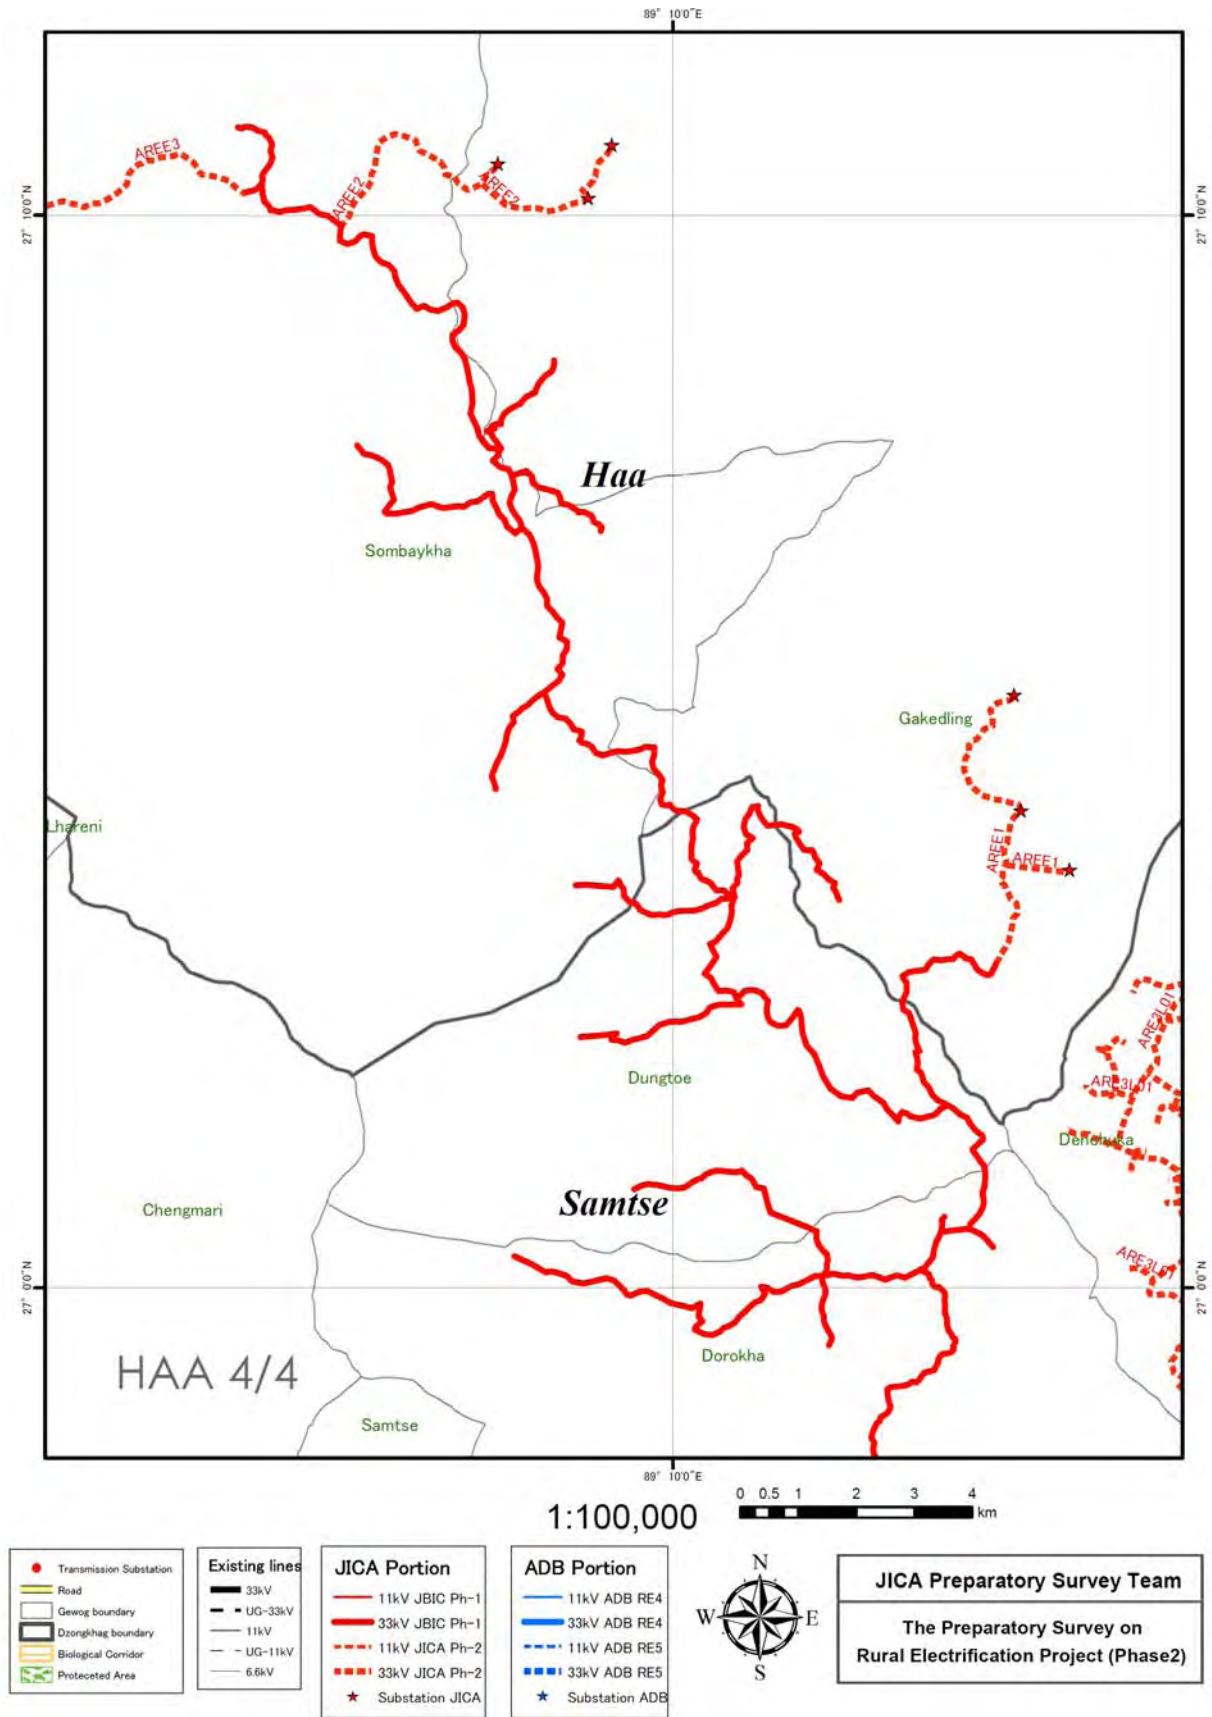 89° 10'0"E
AREE3
AREE2
AREE2
27° 10'0"N
27° 10'0"N
Haa
Sombaykha
Gakedling
Lhareni
AREE1
AREE1
ARE3L01
ARE3L01
Dungtoe
Denchuka
Samtse
Chengmari
ARE3L01
27° 0'0"N
27° 0'0"N
Dorokha
HAA 4/4
Samtse
89° 10'0"E
1:100,000
0 0.5 1 2 3 4
km
Transmission Substation
Road
Gewog boundary
Dzongkhag boundary
Biological Corridor
Proteceted Area
Existing lines
33kV
UG-33kV
11kV
UG-11kV
6.6kV
JICA Portion
11kV JBIC Ph-1
33kV JBIC Ph-1
11kV JICA Ph-2
33kV JICA Ph-2
Substation JICA
ADB Portion
11kV ADB RE4
33kV ADB RE4
11kV ADB RE5
33kV ADB RE5
Substation ADB
N
W E
S
JICA Preparatory Survey Team
The Preparatory Survey on
Rural Electrification Project (Phase2)